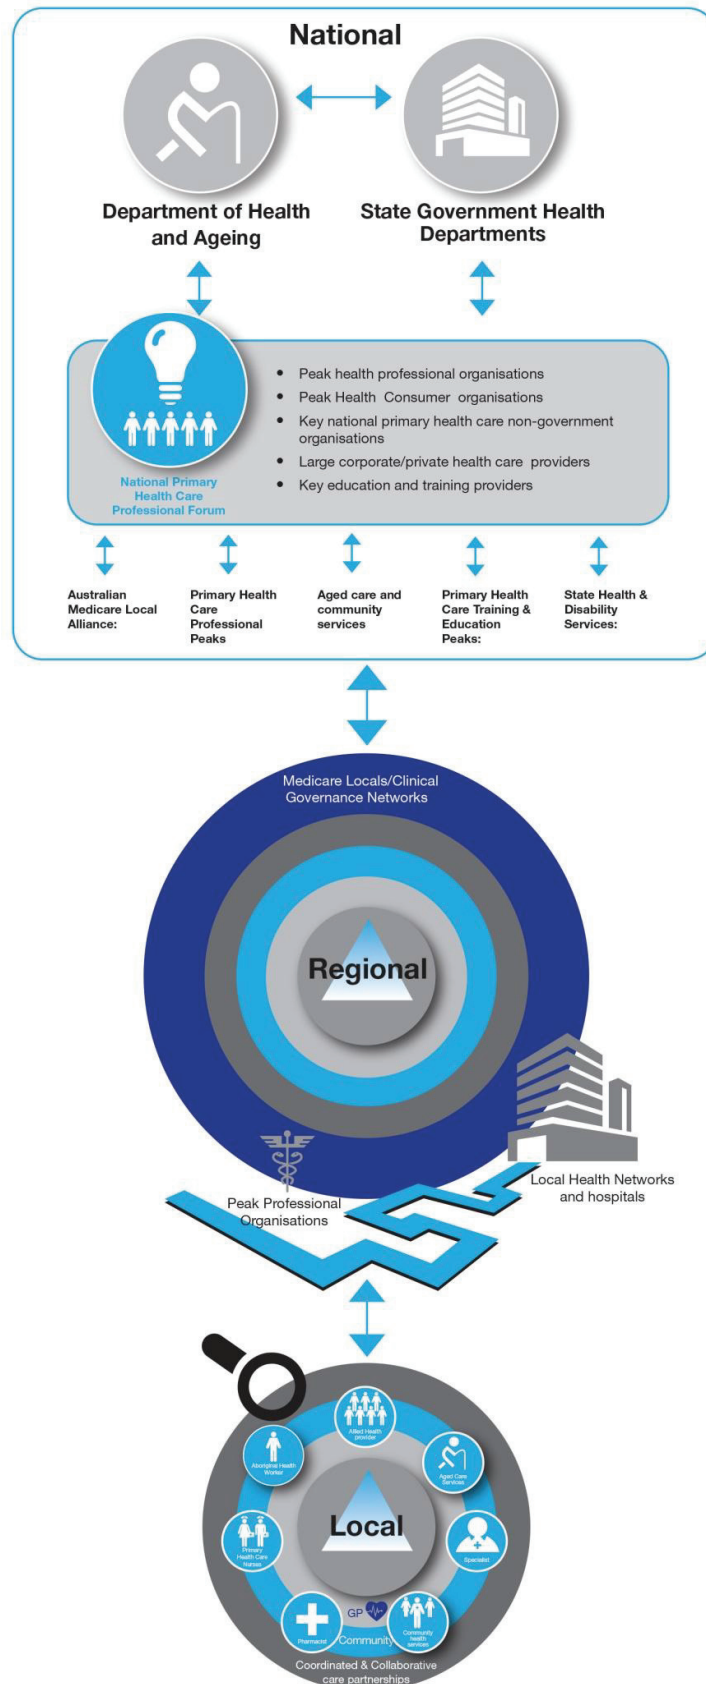 National
Department of Health
and Ageing
State Government Health
Departments
National Primary
Health Care
Professional Forum
• Peak health professional organisations
• Peak Health Consumer organisations
• Key national primary health care non-government
organisations
• Large corporate/private health care providers
• Key education and training providers
Australian
Medicare Local
Alliance:
Primary Health
Care
Professional
Peaks
Aged care and
community
services
Primary Health
Care Training &
Education
Peaks:
State Health &
Disability
Services:
Medicare Locals/Clinical
Governance Networks
Regional
Peak Professional
Organisations
Local Health Networks
and hospitals
Allied Health
provider
Aboriginal Health
Worker
Aged Care
Services
Local
Primary
Health Care
Nurses
Specialist
GP
Pharmacist
Community
health
services
Community
Coordinated & Collaborative
care partnerships